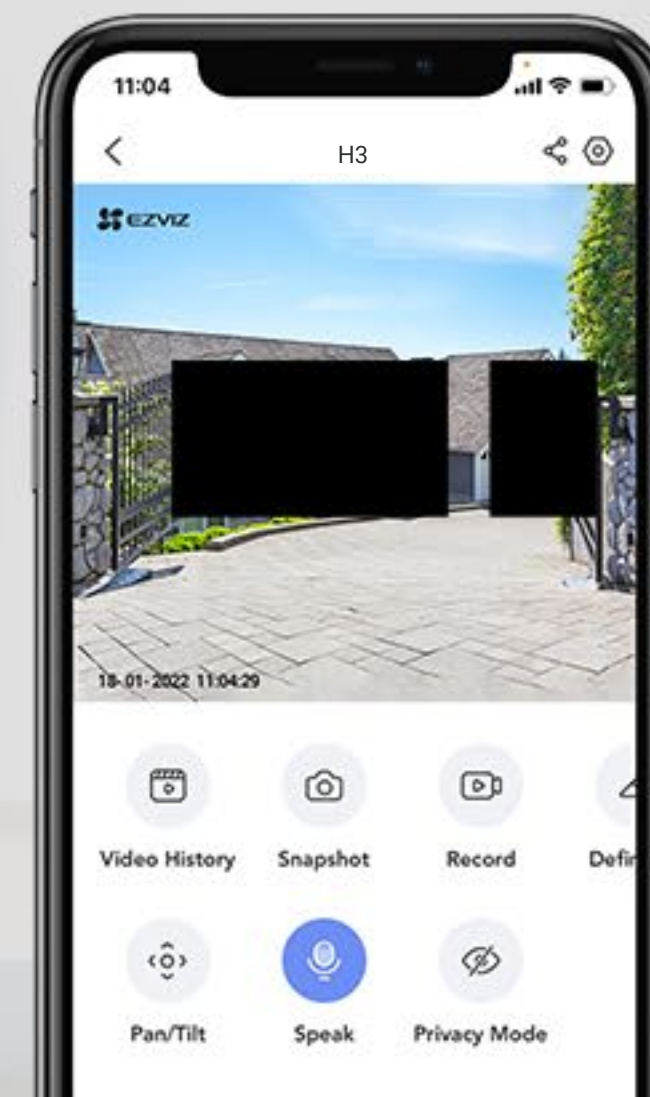 11:04
H3
EZVIZ
18-01-2022 11:04:29
Video History
Snapshot
Record
Pan/Tilt
Speak
Privacy Mode